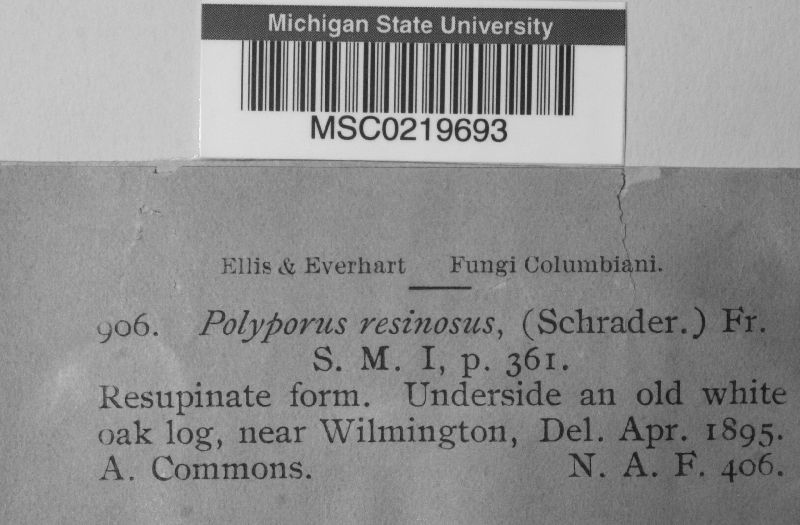 Michigan State University
MSC0219693
Ellis & Everhart Fungi Columbiani.
906. Polyporus resinosus, (Schrader.) Fr.
S. M. I, p. 361.
Resupinate form. Underside an old white
oak log, near Wilmington, Del. Apr. 1895.
A. Commons. N. A. F. 406.